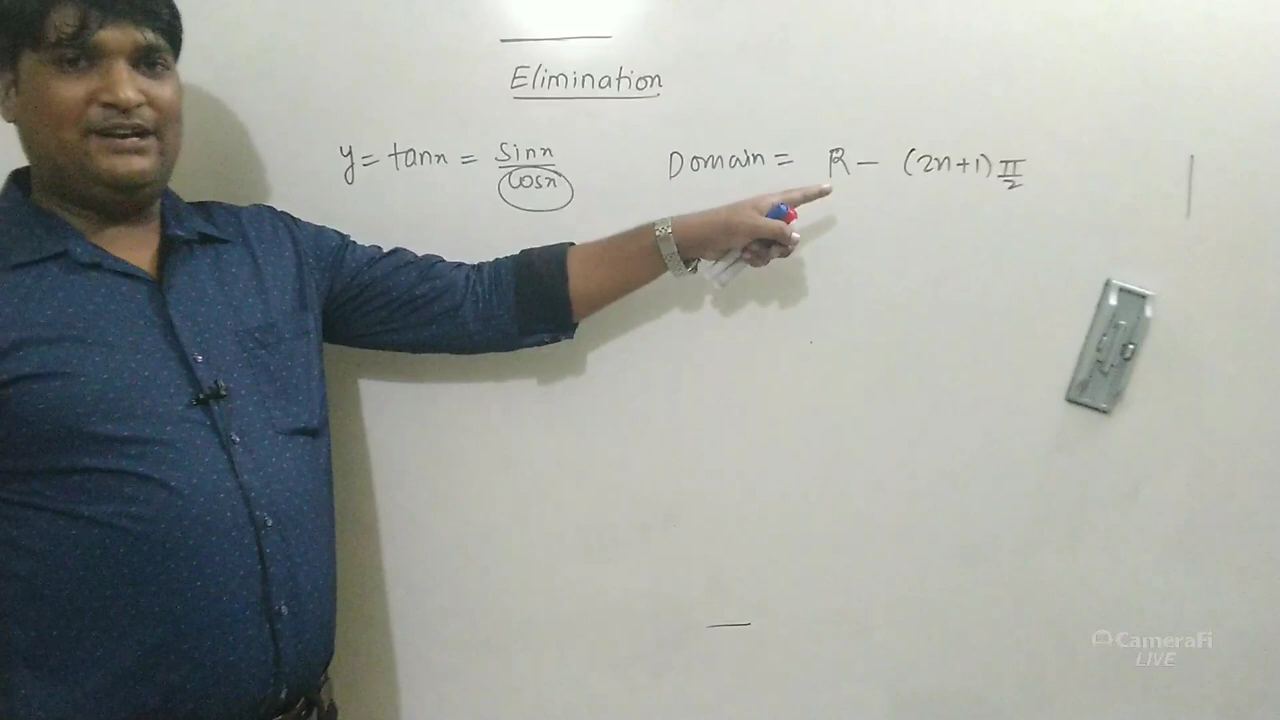 Elimination
y = tanx = sinx/cosx Domain = R - (2n+1)π/2
CameraFi
LIVE